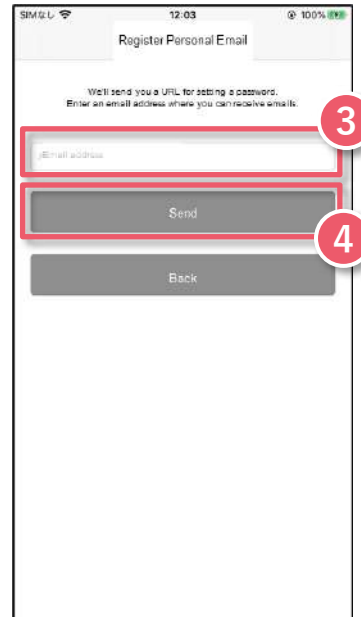 SIMなし 12:03 100%
Register Personal Email
We'll send you a URL for setting a password.
Enter an email address where you can receive emails.
3
Email address
Send
4
Back